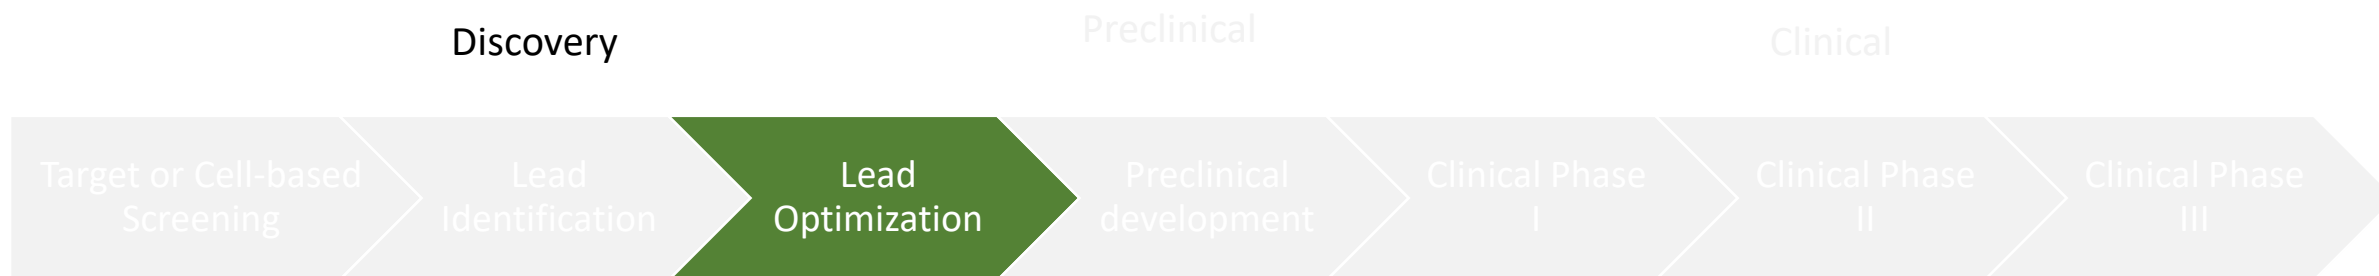 Discovery
Preclinical
Clinical
Target or Cell-based
Screening
Lead
Identification
Lead
Optimization
Preclinical
development
Clinical Phase
I
Clinical Phase
II
Clinical Phase
III